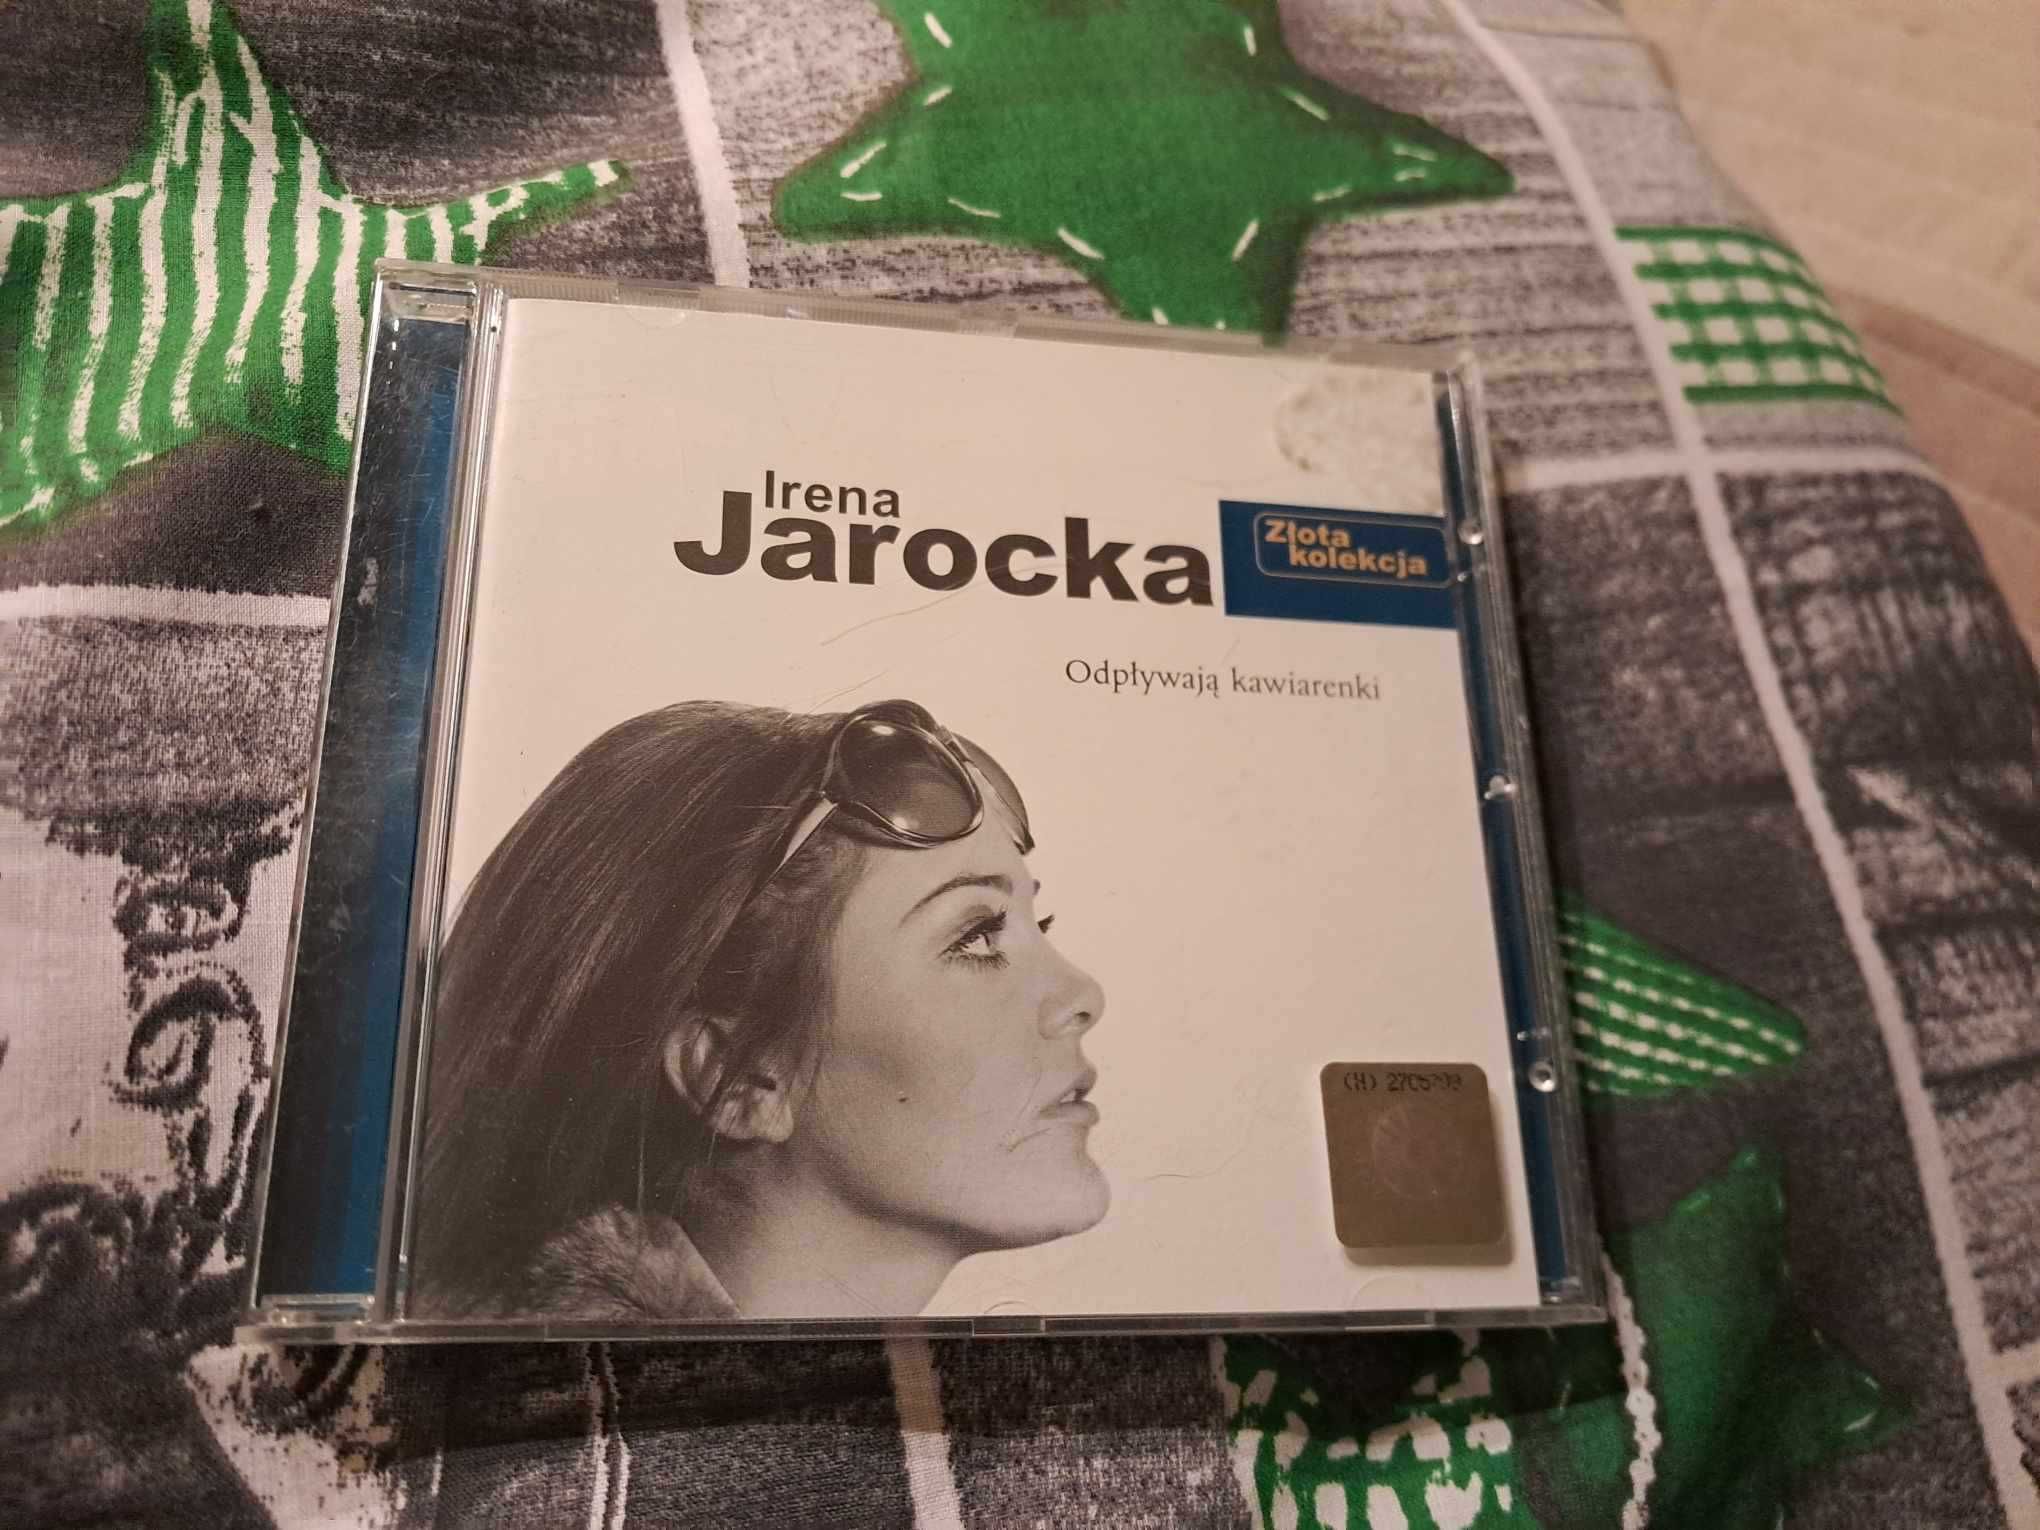 Irena
Jarocka
Złota
kolekcja
Odpływają kawiarenki